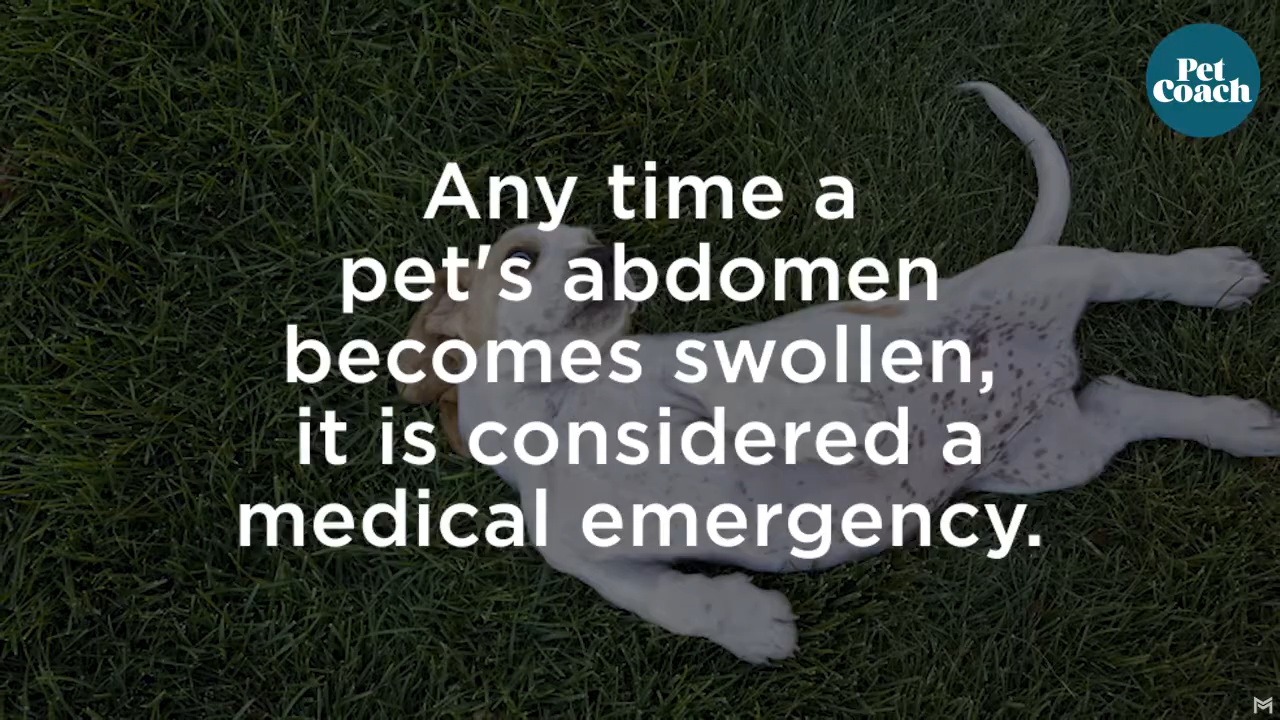 Pet
Coach
Any time a
pet's abdomen
becomes swollen,
it is considered a
medical emergency.